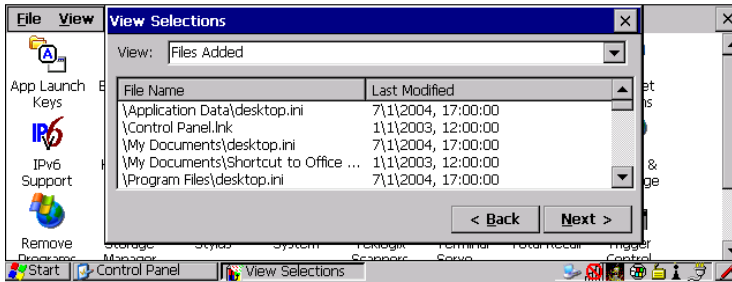 File View
View Selections
View: Files Added
File Name Last Modified
\Application Data\desktop.ini 7\1\2004, 17:00:00
\Control Panel.lnk 1\1\2003, 12:00:00
\My Documents\desktop.ini 7\1\2004, 17:00:00
\My Documents\Shortcut to Office ... 1\1\2003, 12:00:00
\Program Files\desktop.ini 7\1\2004, 17:00:00
< Back Next >
App Launch
Keys
IPv6
Support
&
Remove
Programs
Storage
Manager
Stylus
System
Teklogix
Scanners
Terminal
Servo
Total Recall
Trigger
Control
Start Control Panel View Selections